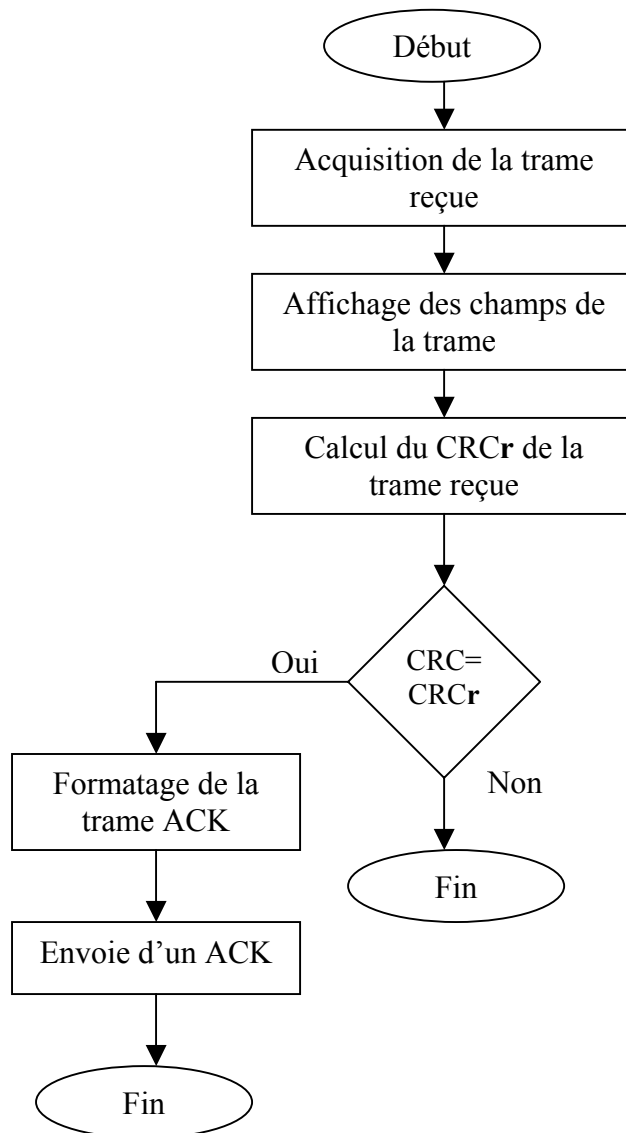 Début
Acquisition de la trame
reçue
Affichage des champs de
la trame
Calcul du CRCr de la
trame reçue
CRC=
CRCr
Oui
Non
Formatage de la
trame ACK
Fin
Envoie d’un ACK
Fin